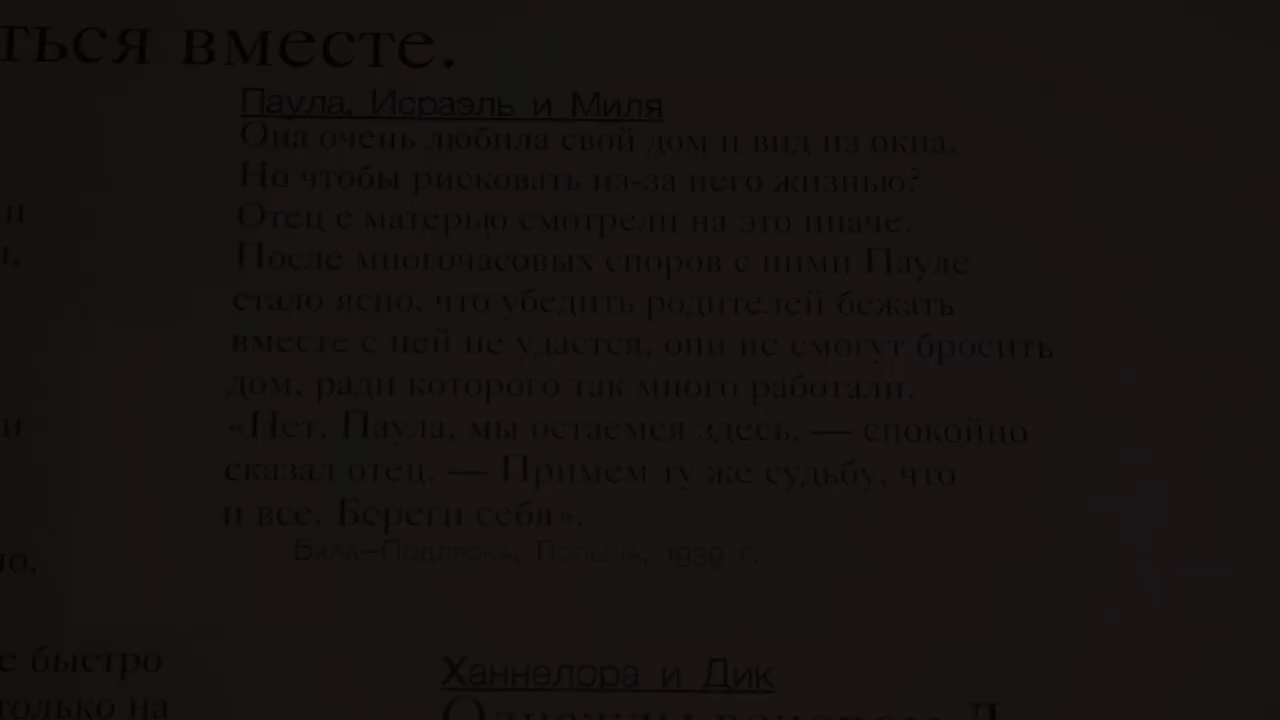 ться вместе.
Паула, Исраэль и Миля
Она очень любила свой дом и вид из окна.
Но чтобы рисковать из-за него жизнью?
Отец с матерью смотрели на это иначе.
После многочасовых споров с ними Пауле
стало ясно, что убедить родителей бежать
вместе с ней не удастся: они не смогут бросить
дом, ради которого так много работали.
«Нет, Паула, мы остаемся здесь, — спокойно
сказал отец. — Примем ту же судьбу, что
и все. Береги себя».
Бяла-Подляска, Польша, 1939 г.
и
но,
е быстро
только на
Ханнелора и Дик
Однажды вечером Д